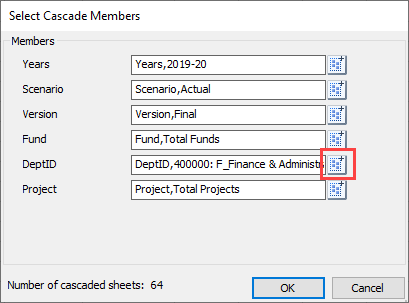 Select Cascade Members
Members
Years Years,2019-20
Scenario Scenario,Actual
Version Version,Final
Fund Fund,Total Funds
DeptID DeptID,400000: F_Finance & Administr
Project Project,Total Projects
Number of cascaded sheets: 64 OK Cancel